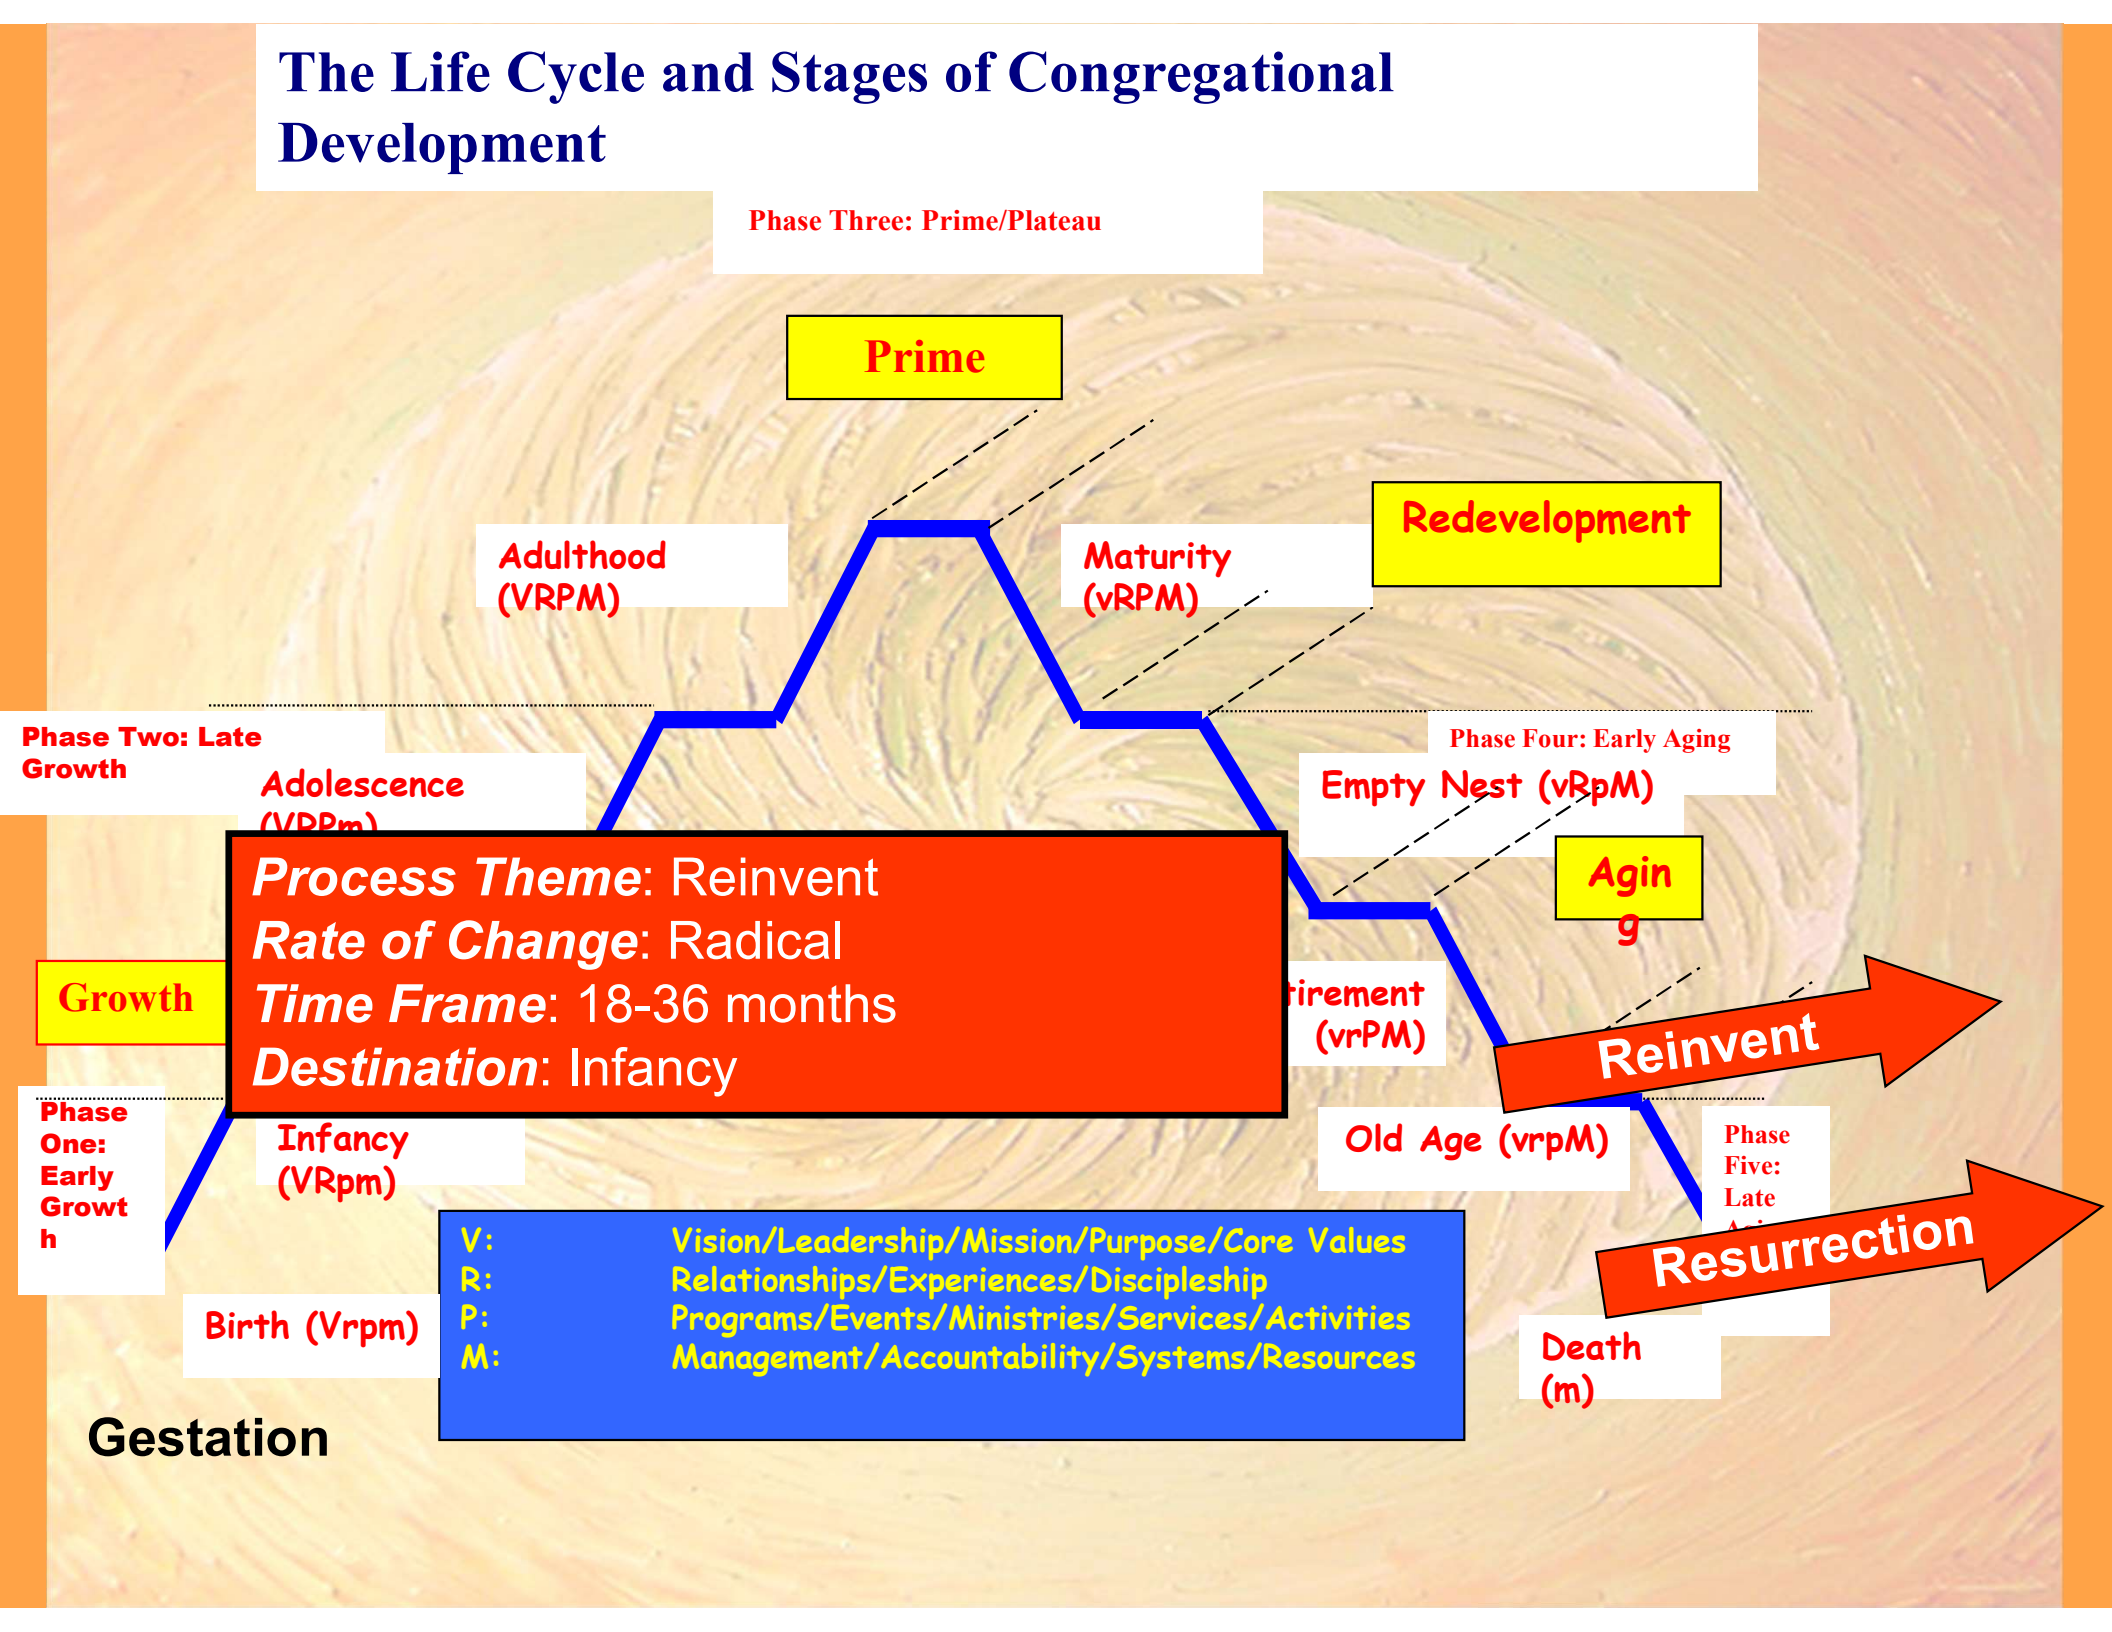 The Life Cycle and Stages of Congregational
Development
Phase Three: Prime/Plateau
Prime
Redevelopment
Adulthood
(VRPM)
Maturity
(vRPM)
Phase Two: Late
Growth
Adolescence
(VRPm)
Phase Four: Early Aging
Empty Nest (vRpM)
Agin
g
Process Theme: Reinvent
Rate of Change: Radical
Time Frame: 18-36 months
Destination: Infancy
Growth
tirement
(vrPM)
Reinvent
Phase
One:
Early
Growt
h
Infancy
(VRpm)
Old Age (vrpM)
Phase
Five:
Late
Resurrection
V: Vision/Leadership/Mission/Purpose/Core Values
R: Relationships/Experiences/Discipleship
P: Programs/Events/Ministries/Services/Activities
M: Management/Accountability/Systems/Resources
Birth (Vrpm)
Death
(m)
Gestation